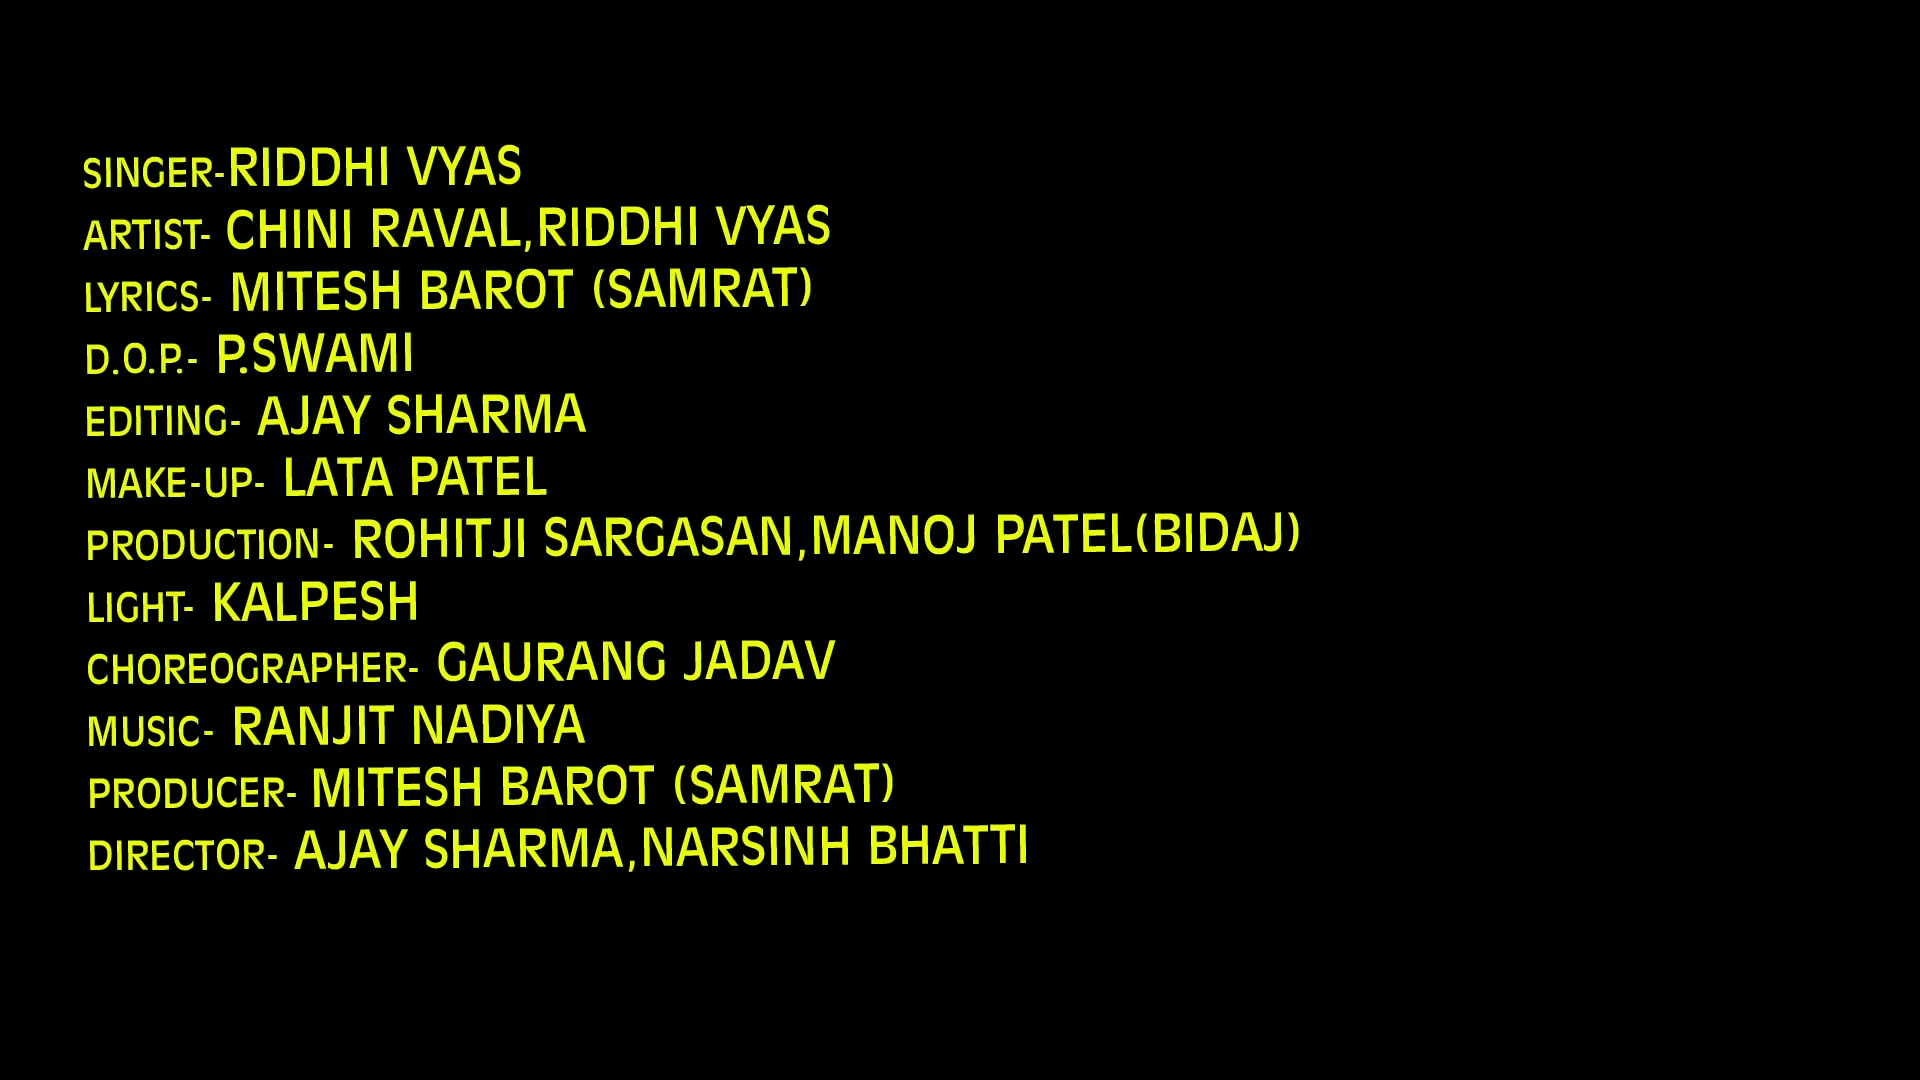 SINGER-RIDDHI VYAS
ARTIST- CHINI RAVAL,RIDDHI VYAS
LYRICS- MITESH BAROT (SAMRAT)
D.O.P.- P.SWAMI
EDITING- AJAY SHARMA
MAKE-UP- LATA PATEL
PRODUCTION- ROHITJI SARGASAN,MANOJ PATEL(BIDAJ)
LIGHT- KALPESH
CHOREOGRAPHER- GAURANG JADAV
MUSIC- RANJIT NADIYA
PRODUCER- MITESH BAROT (SAMRAT)
DIRECTOR- AJAY SHARMA,NARSINH BHATTI